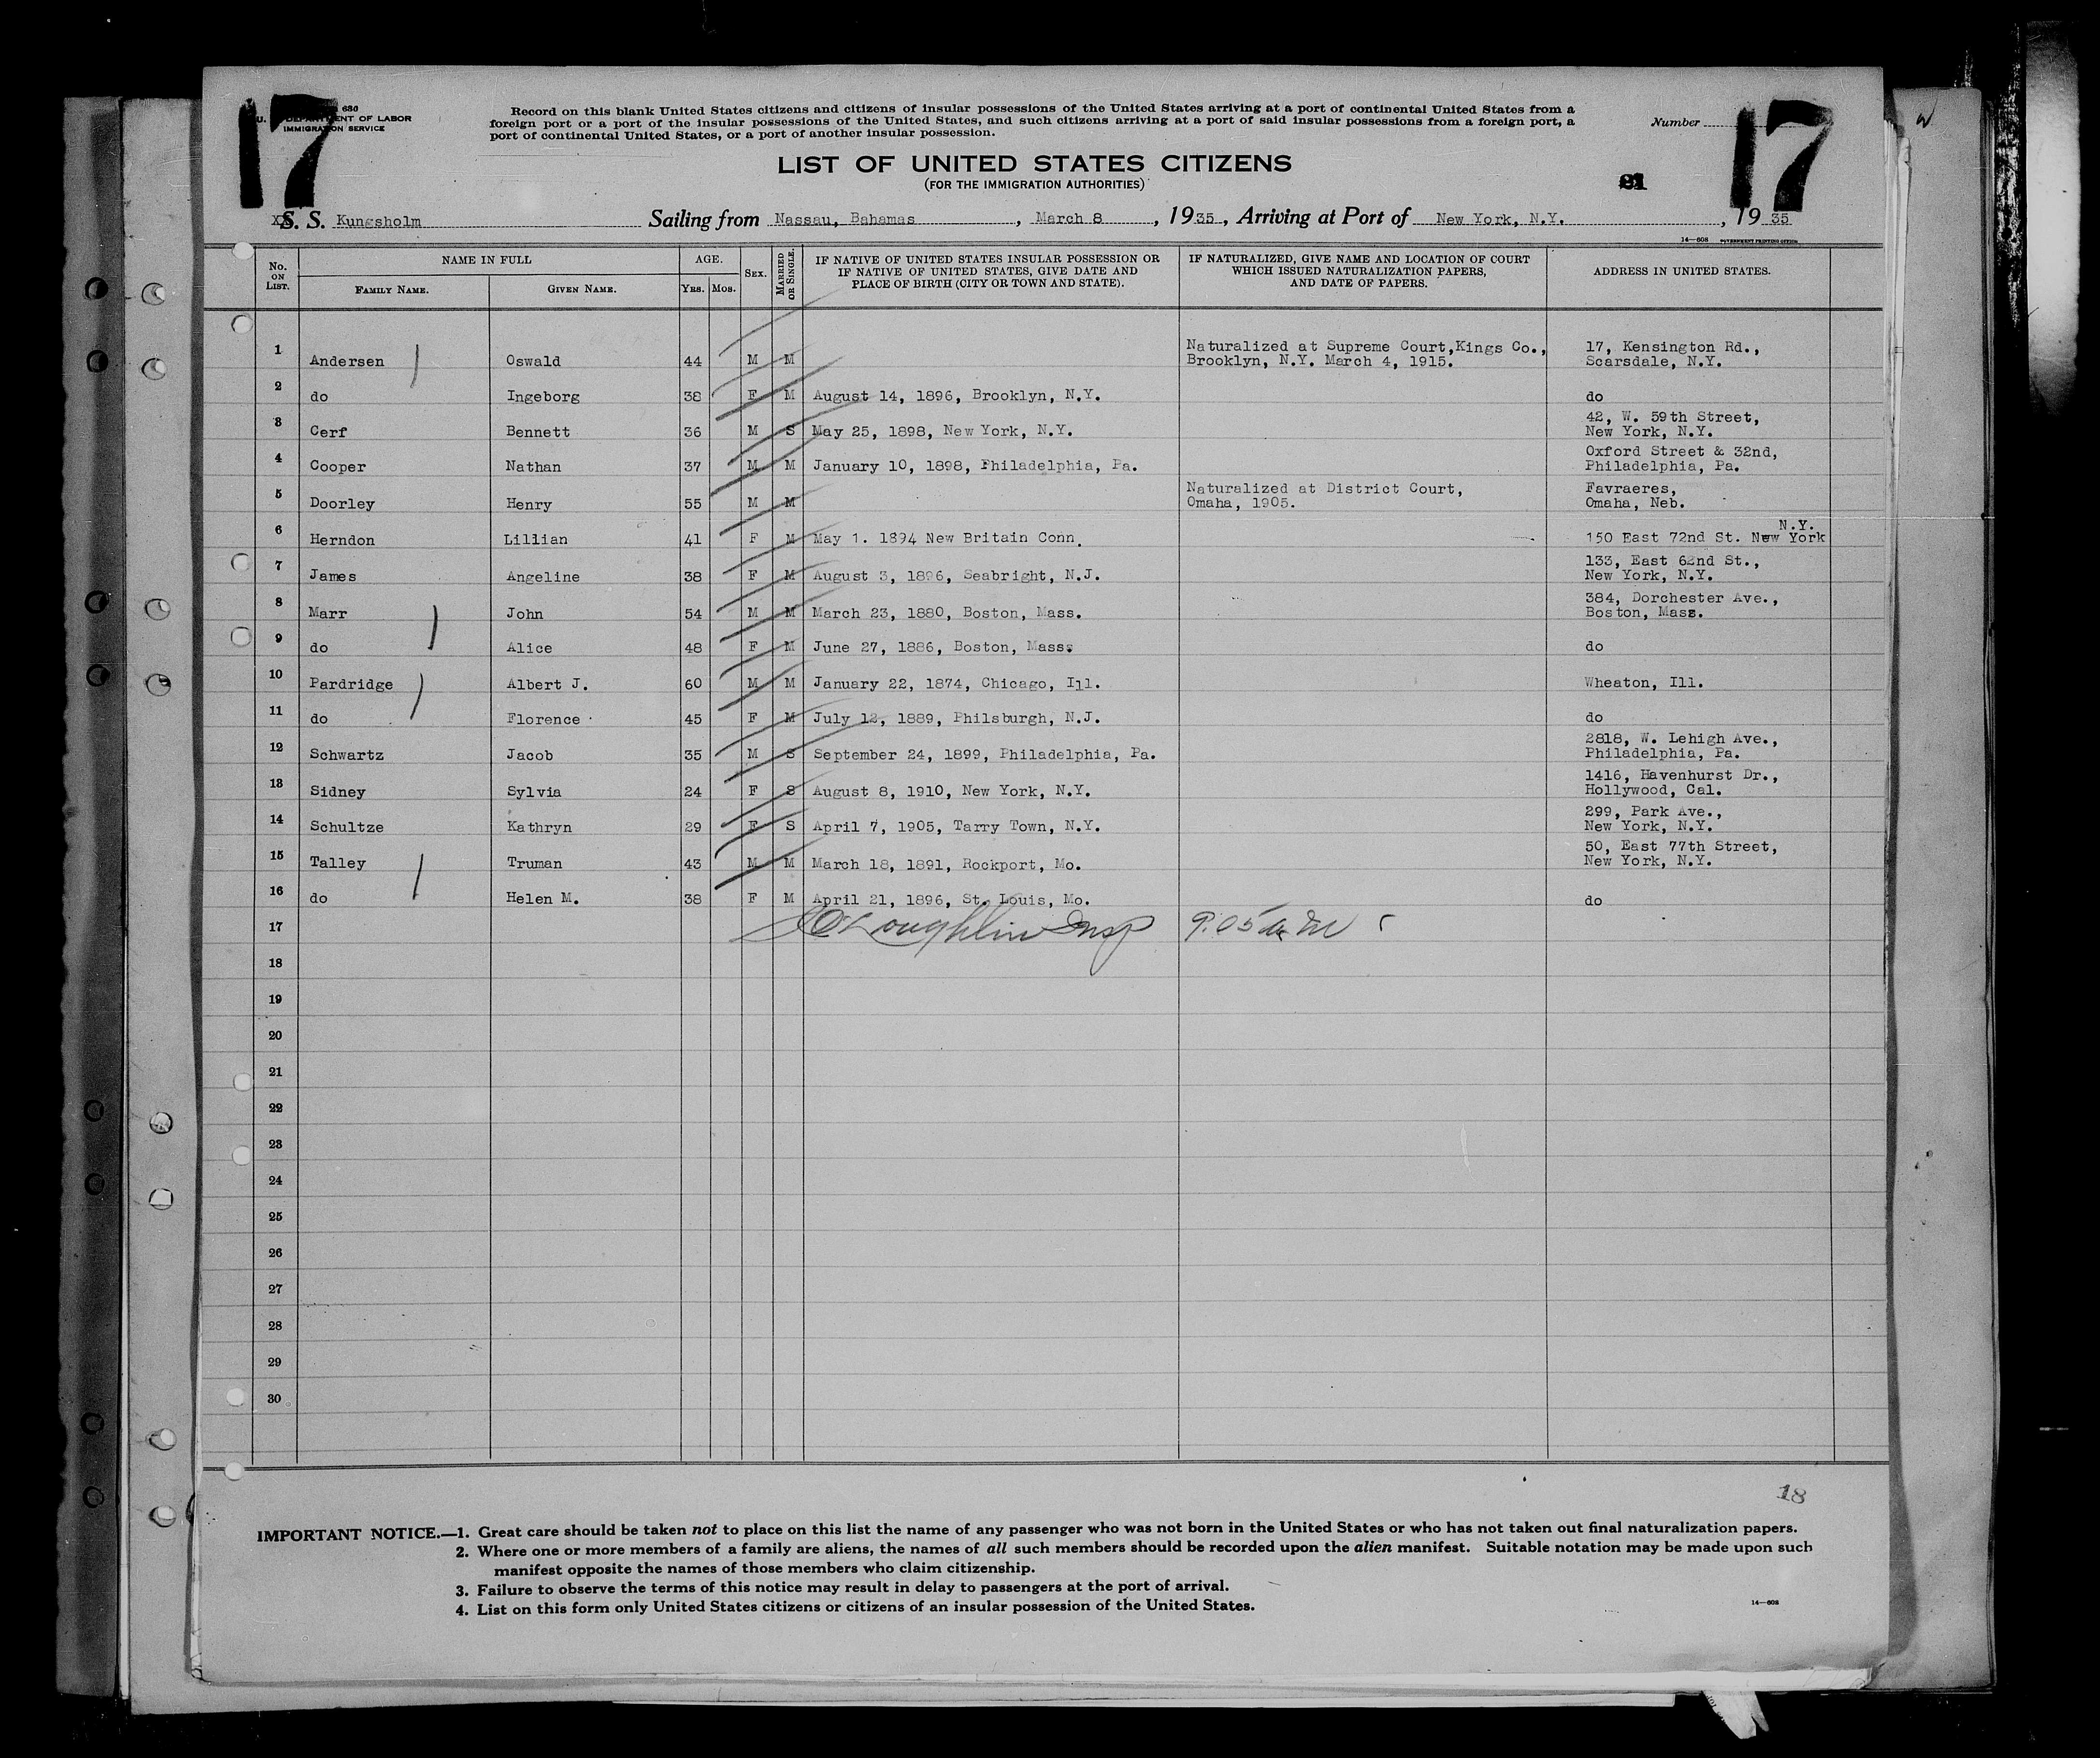 17
686
U. DEPARTMENT OF LABOR
IMMIGRATION SERVICE
Record on this blank United States citizens and citizens of insular possessions of the United States arriving at a port of continental United States from a
foreign port or a port of the insular possessions of the United States, and such citizens arriving at a port of said insular possessions from a foreign port, a
port of continental United States, or a port of another insular possession.
Number
17
LIST OF UNITED STATES CITIZENS
(FOR THE IMMIGRATION AUTHORITIES)
S. S. Kungsholm Sailing from Nassau, Bahamas, March 8, 1935, Arriving at Port of New York, N.Y., 1935
14—608 GOVERNMENT PRINTING OFFICE
No. ON LIST. NAME IN FULL FAMILY NAME. GIVEN NAME. AGE. YRS. MOS. SEX. MARRIED OR SINGLE. IF NATIVE OF UNITED STATES INSULAR POSSESSION OR IF NATIVE OF UNITED STATES, GIVE DATE AND PLACE OF BIRTH (CITY OR TOWN AND STATE). IF NATURALIZED, GIVE NAME AND LOCATION OF COURT WHICH ISSUED NATURALIZATION PAPERS, AND DATE OF PAPERS. ADDRESS IN UNITED STATES.
1 Andersen Oswald 44 M M Naturalized at Supreme Court,Kings Co., Brooklyn, N.Y. March 4, 1915. 17, Kensington Rd., Scarsdale, N.Y.
2 do Ingeborg 38 F M August 14, 1896, Brooklyn, N.Y. do
3 Cerf Bennett 36 M S May 25, 1898, New York, N.Y. 42, W. 59th Street, New York, N.Y.
4 Cooper Nathan 37 M M January 10, 1898, Philadelphia, Pa. Oxford Street & 32nd, Philadelphia, Pa.
5 Doorley Henry 55 M M Naturalized at District Court, Omaha, 1905. Favraeres, Omaha, Neb.
6 Herndon Lillian 41 F M May 1. 1894 New Britain Conn. 150 East 72nd St. New York N.Y.
7 James Angeline 38 F M August 3, 1896, Seabright, N.J. 133, East 62nd St., New York, N.Y.
8 Marr John 54 M M March 23, 1880, Boston, Mass. 384, Dorchester Ave., Boston, Mass.
9 do Alice 48 F M June 27, 1886, Boston, Mass. do
10 Pardridge Albert J. 60 M M January 22, 1874, Chicago, Ill. Wheaton, Ill.
11 do Florence 45 F M July 12, 1889, Philsburgh, N.J. do
12 Schwartz Jacob 35 M S September 24, 1899, Philadelphia, Pa. 2818, W. Lehigh Ave., Philadelphia, Pa.
13 Sidney Sylvia 24 F S August 8, 1910, New York, N.Y. 1416, Havenhurst Dr., Hollywood, Cal.
14 Schultze Kathryn 29 F S April 7, 1905, Tarry Town, N.Y. 299, Park Ave., New York, N.Y.
15 Talley Truman 43 M M March 18, 1891, Rockport, Mo. 50, East 77th Street, New York, N.Y.
16 do Helen M. 38 F M April 21, 1896, St. Louis, Mo. do
17 O'Loughlin Insp 9.05
18
19
20
21
22
23
24
25
26
27
28
29
30
18
IMPORTANT NOTICE.—1. Great care should be taken not to place on this list the name of any passenger who was not born in the United States or who has not taken out final naturalization papers.
2. Where one or more members of a family are aliens, the names of all such members should be recorded upon the alien manifest. Suitable notation may be made upon such
manifest opposite the names of those members who claim citizenship.
3. Failure to observe the terms of this notice may result in delay to passengers at the port of arrival.
4. List on this form only United States citizens or citizens of an insular possession of the United States.
14—608